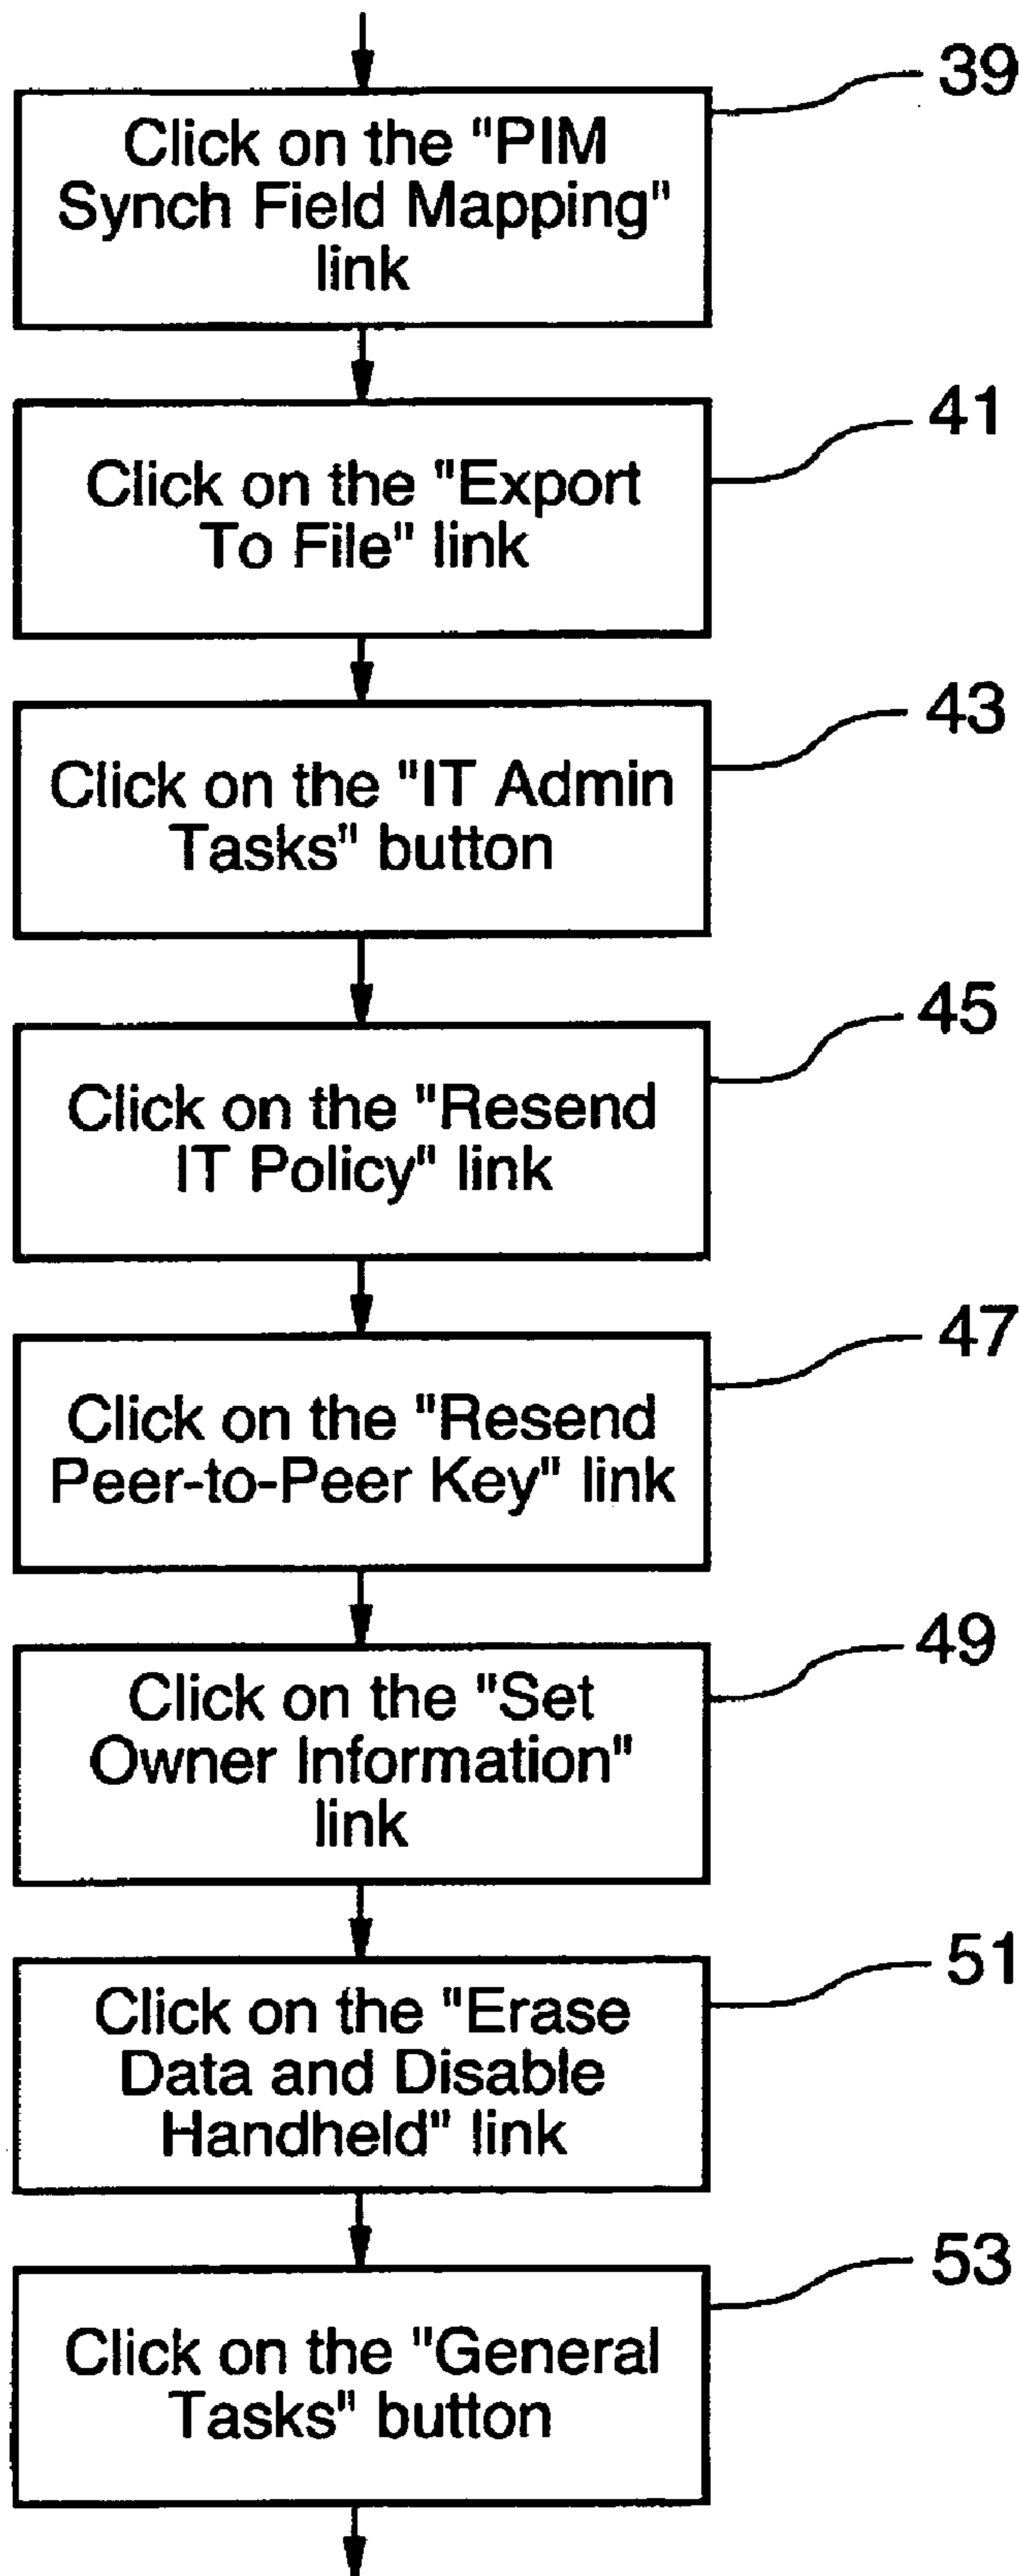 39
Click on the "PIM
Synch Field Mapping"
link
41
Click on the "Export
To File" link
43
Click on the "IT Admin
Tasks" button
45
Click on the "Resend
IT Policy" link
47
Click on the "Resend
Peer-to-Peer Key" link
49
Click on the "Set
Owner Information"
link
51
Click on the "Erase
Data and Disable
Handheld" link
53
Click on the "General
Tasks" button